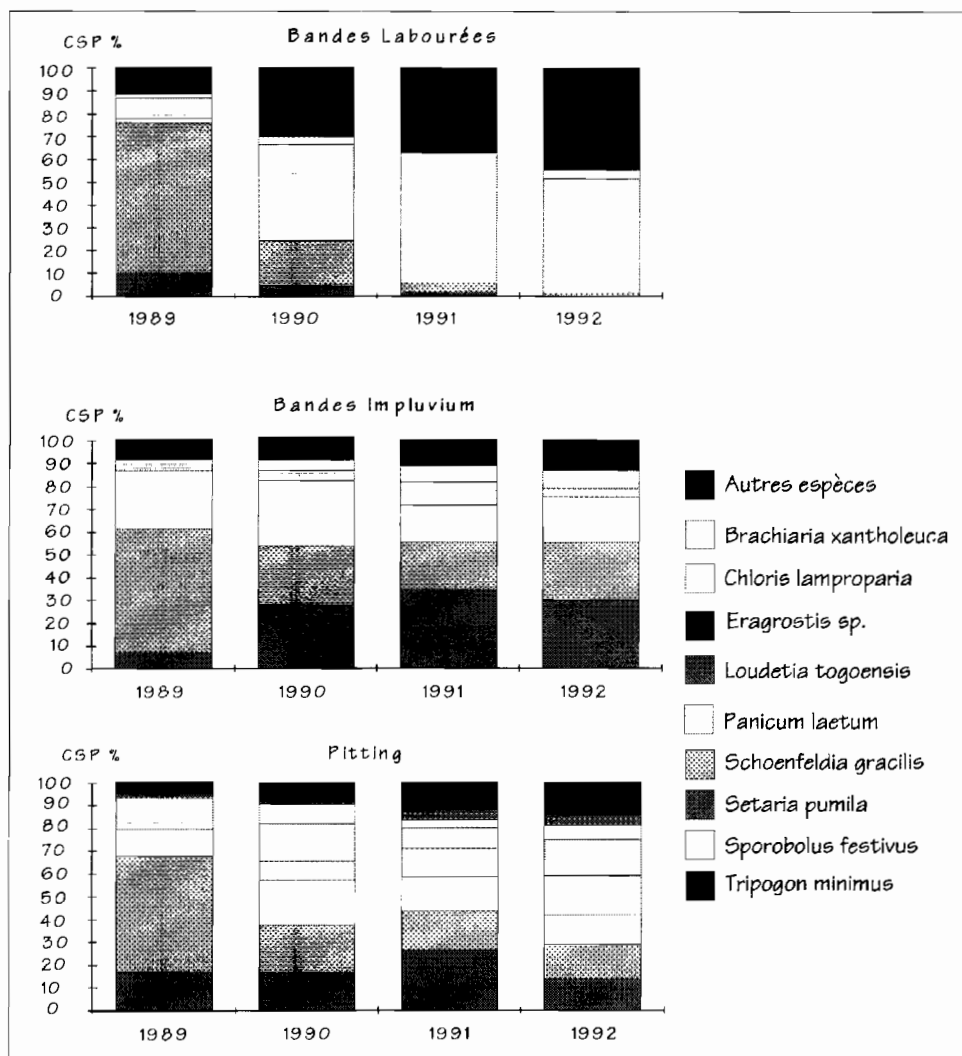 Bandes Labourées
CSP %
100
90
80
70
60
50
40
30
20
10
0
1989 1990 1991 1992
Bandes Impluvium
CSP %
100
90
80
70
60
50
40
30
20
10
0
1989 1990 1991 1992
Pitting
CSP %
100
90
80
70
60
50
40
30
20
10
0
1989 1990 1991 1992
Autres espèces
Brachiaria xantholeuca
Chloris lamproparia
Eragrostis sp.
Loudetia togoensis
Panicum laetum
Schoenfeldia gracilis
Setaria pumila
Sporobolus festivus
Tripogon minimus